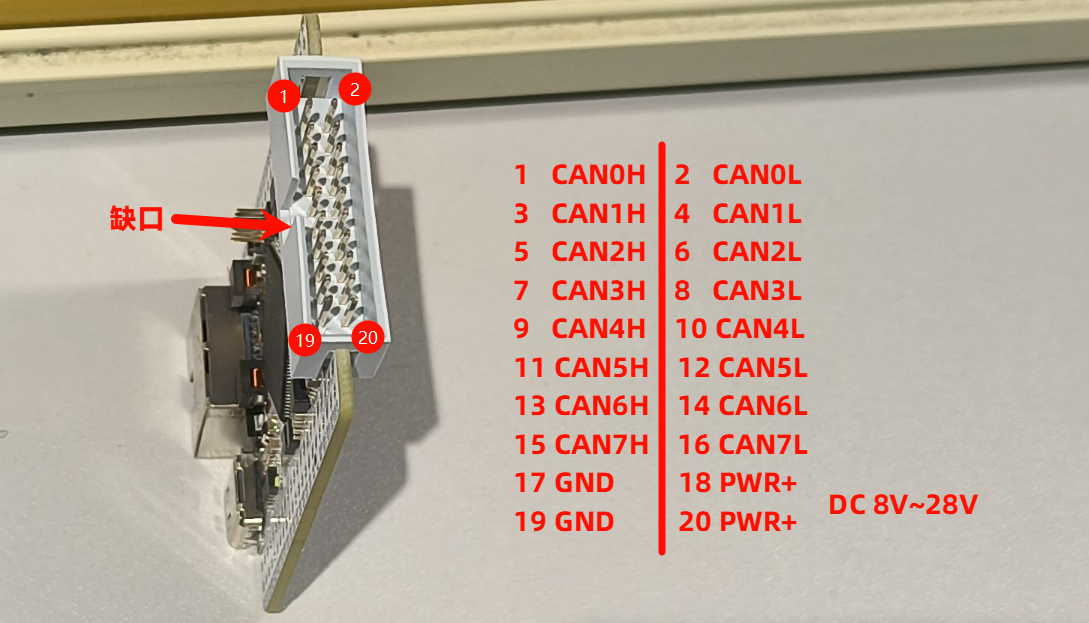 1 2
缺口
19 20
1 CAN0H 2 CAN0L
3 CAN1H 4 CAN1L
5 CAN2H 6 CAN2L
7 CAN3H 8 CAN3L
9 CAN4H 10 CAN4L
11 CAN5H 12 CAN5L
13 CAN6H 14 CAN6L
15 CAN7H 16 CAN7L
17 GND 18 PWR+
DC 8V~28V
19 GND 20 PWR+